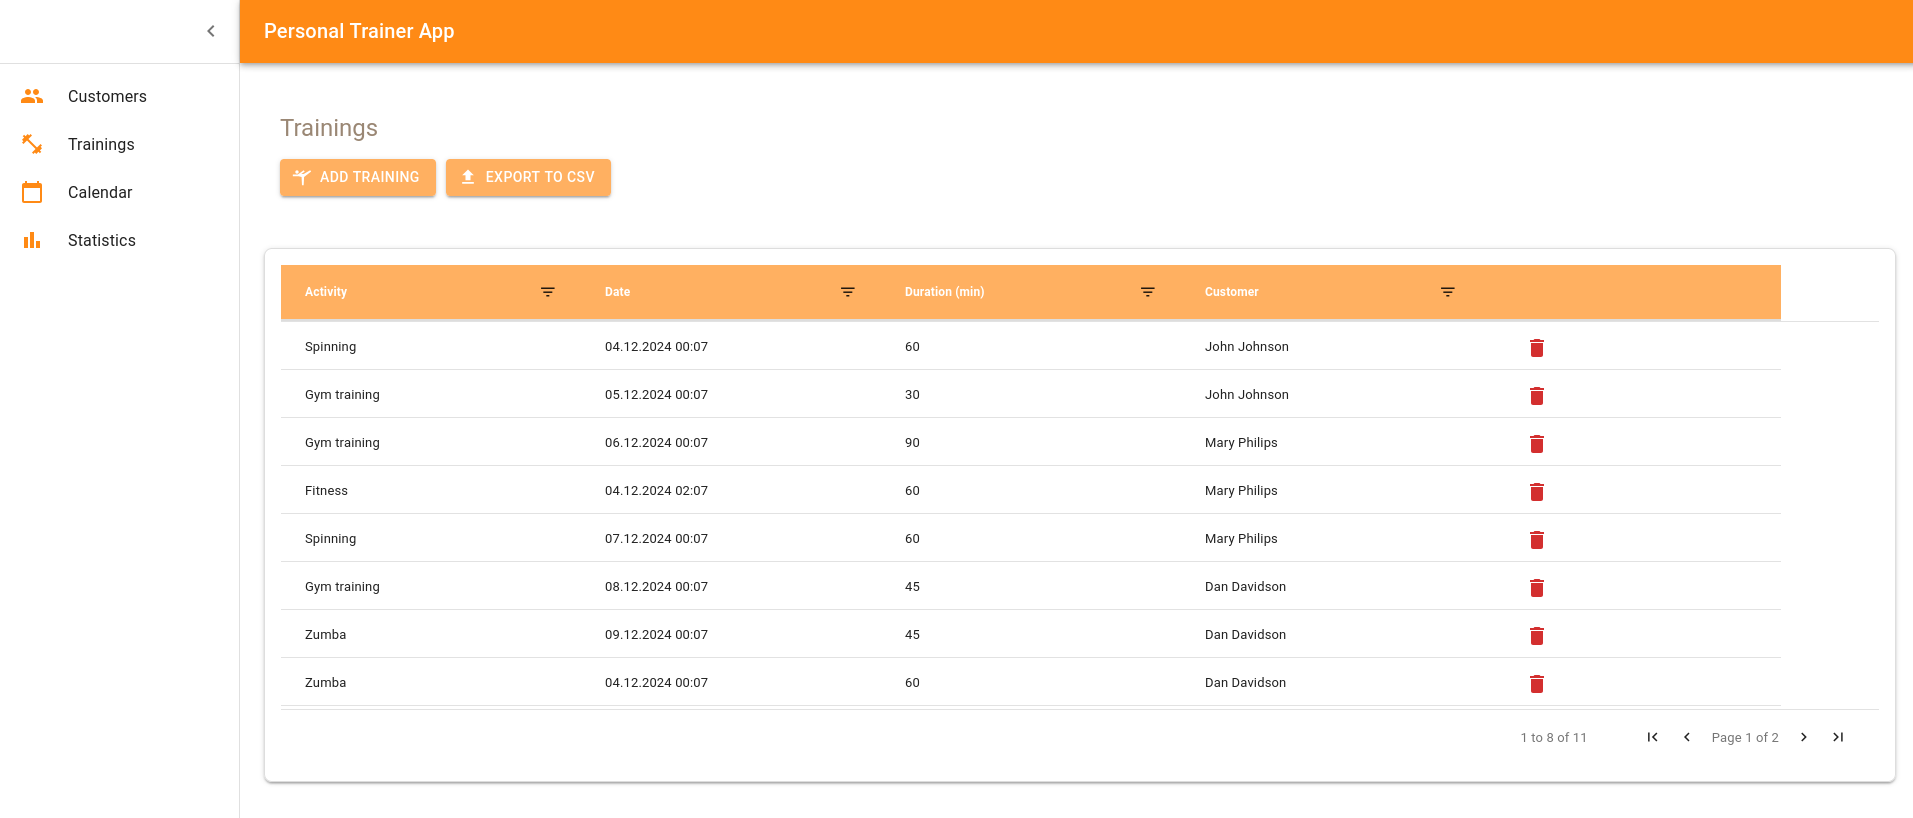 Personal Trainer App
Customers
Trainings
Calendar
Statistics
Trainings
ADD TRAINING EXPORT TO CSV
Activity Date Duration (min) Customer
Spinning 04.12.2024 00:07 60 John Johnson
Gym training 05.12.2024 00:07 30 John Johnson
Gym training 06.12.2024 00:07 90 Mary Philips
Fitness 04.12.2024 02:07 60 Mary Philips
Spinning 07.12.2024 00:07 60 Mary Philips
Gym training 08.12.2024 00:07 45 Dan Davidson
Zumba 09.12.2024 00:07 45 Dan Davidson
Zumba 04.12.2024 00:07 60 Dan Davidson
1 to 8 of 11 Page 1 of 2